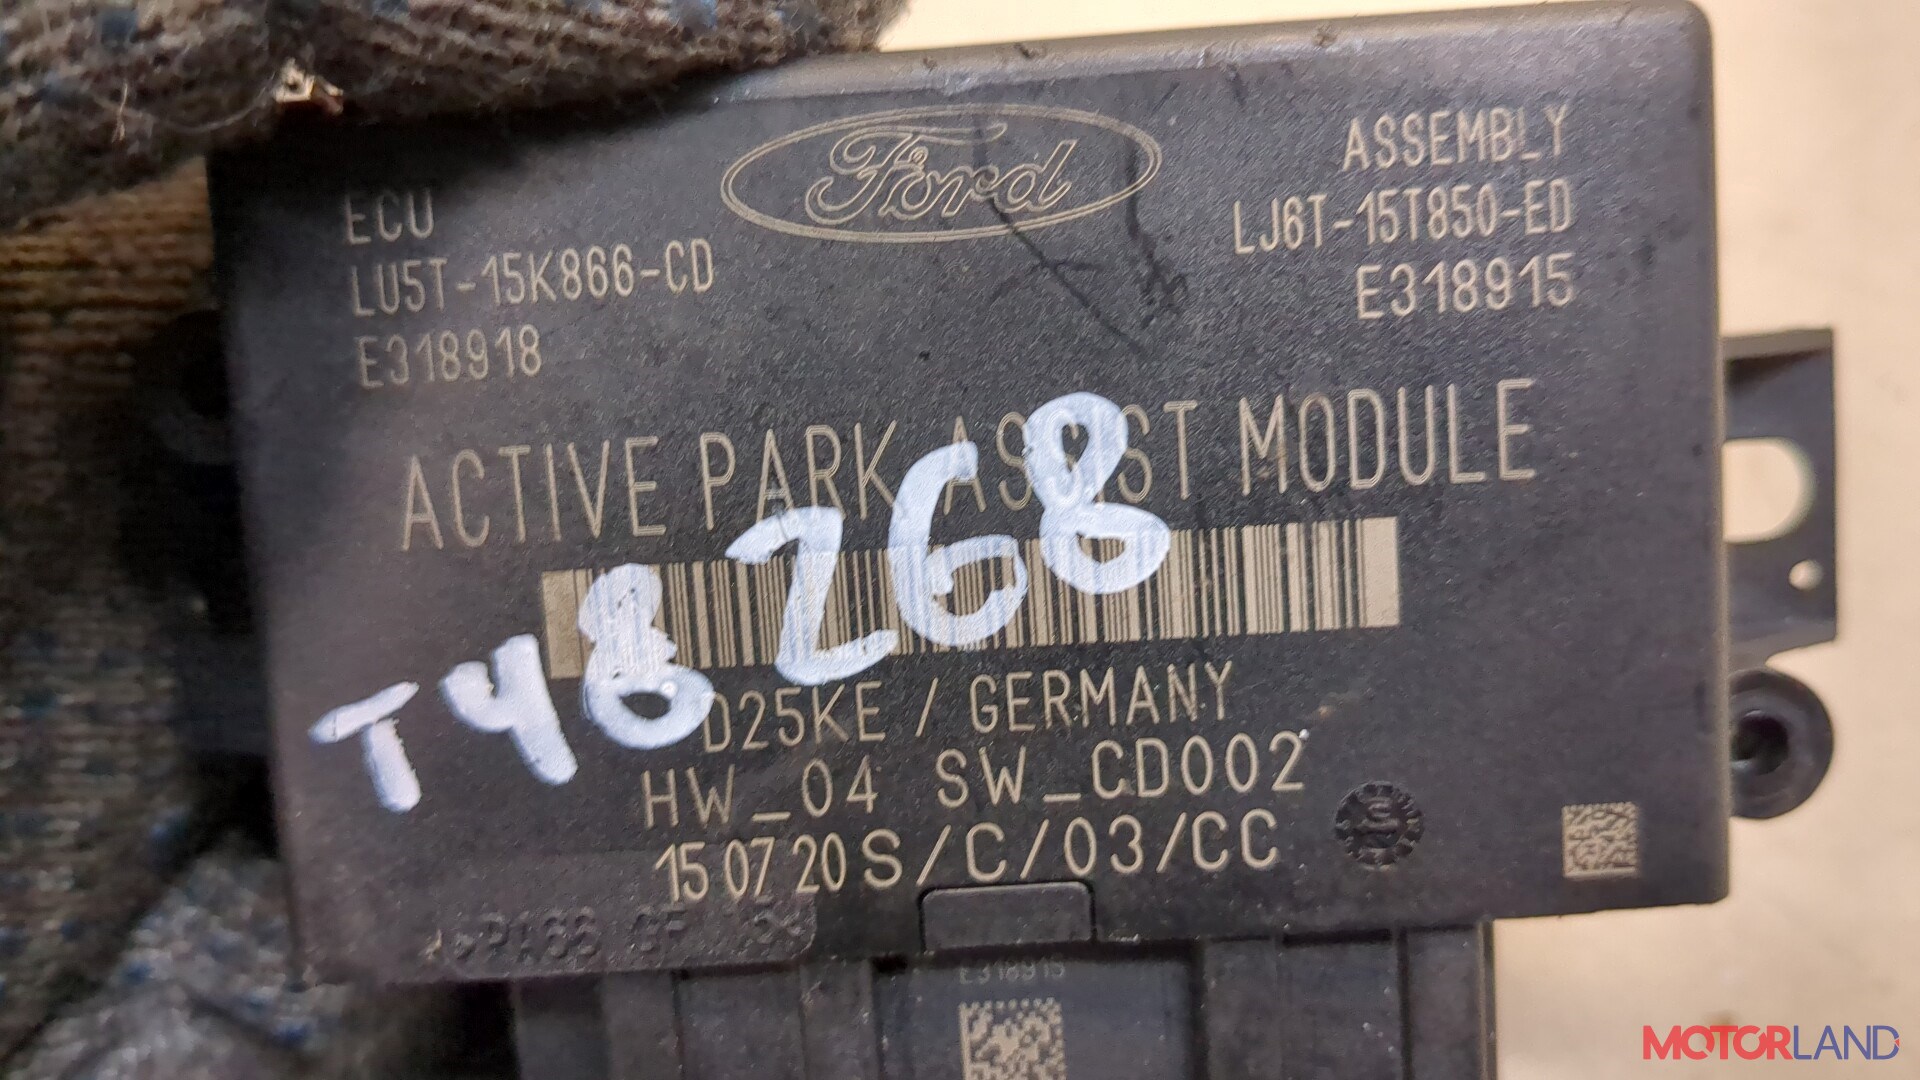 Ford
ECU
LU5T-15K866-CD
E318918
ASSEMBLY
LJ6T-15T850-ED
E318915
ACTIVE PARK ASSIST MODULE
T48268
D25KE / GERMANY
HW_04 SW_CD002
15 07 20 S/C/03/CC
E318915
MOTORLAND